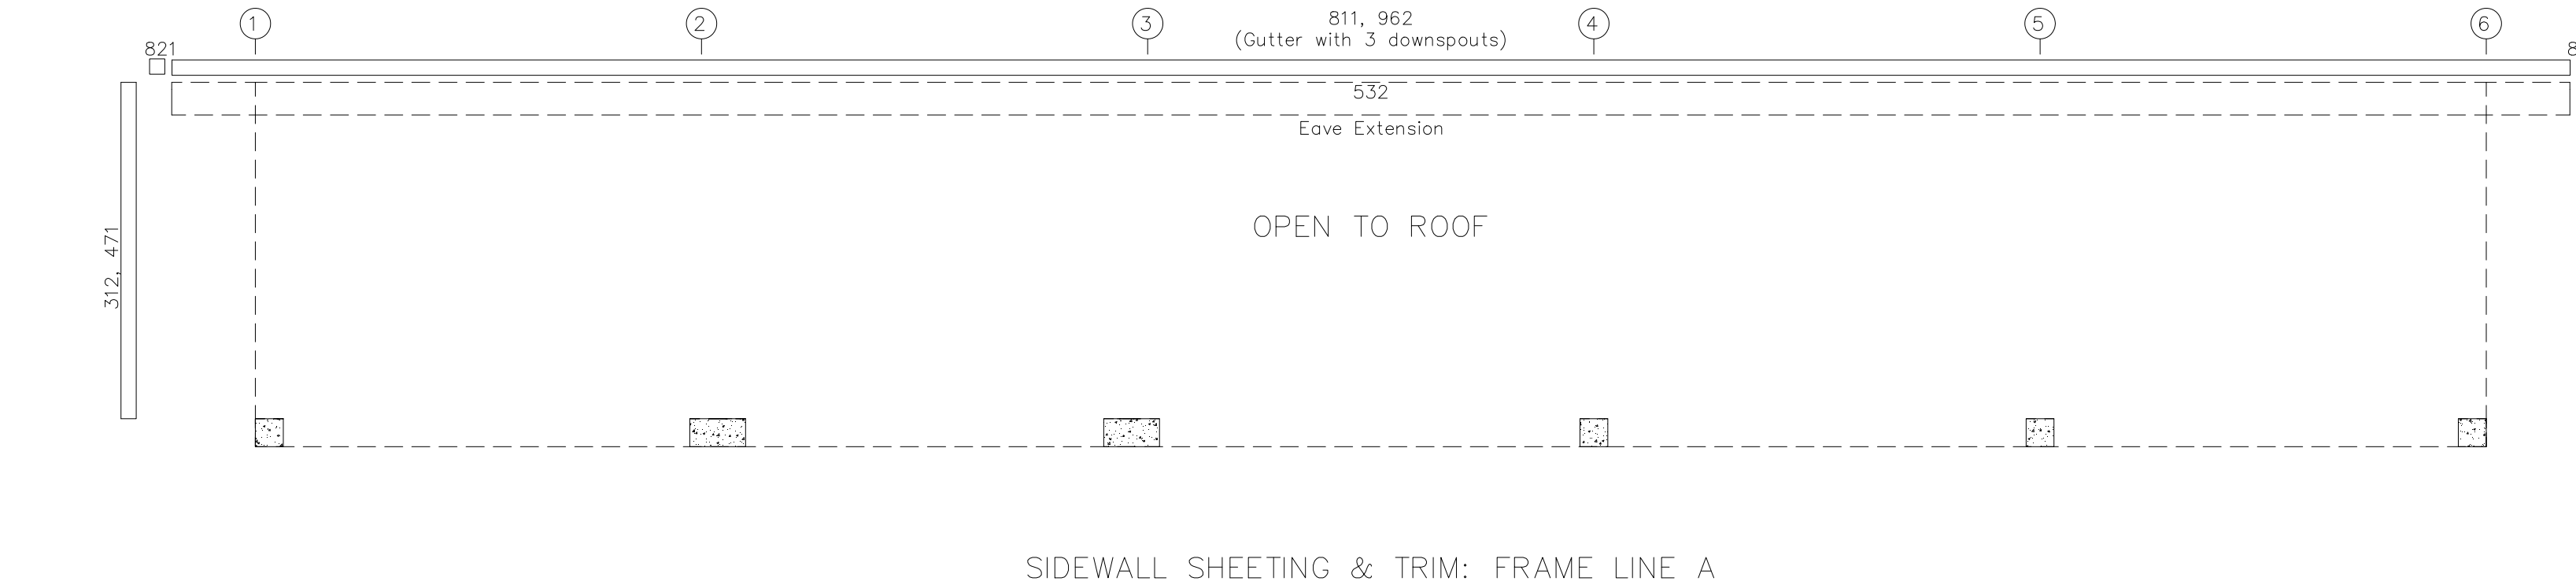 1 2 3 4 5 6
811, 962
(Gutter with 3 downspouts)
821
532
Eave Extension
OPEN TO ROOF
312, 471
SIDEWALL SHEETING & TRIM: FRAME LINE A